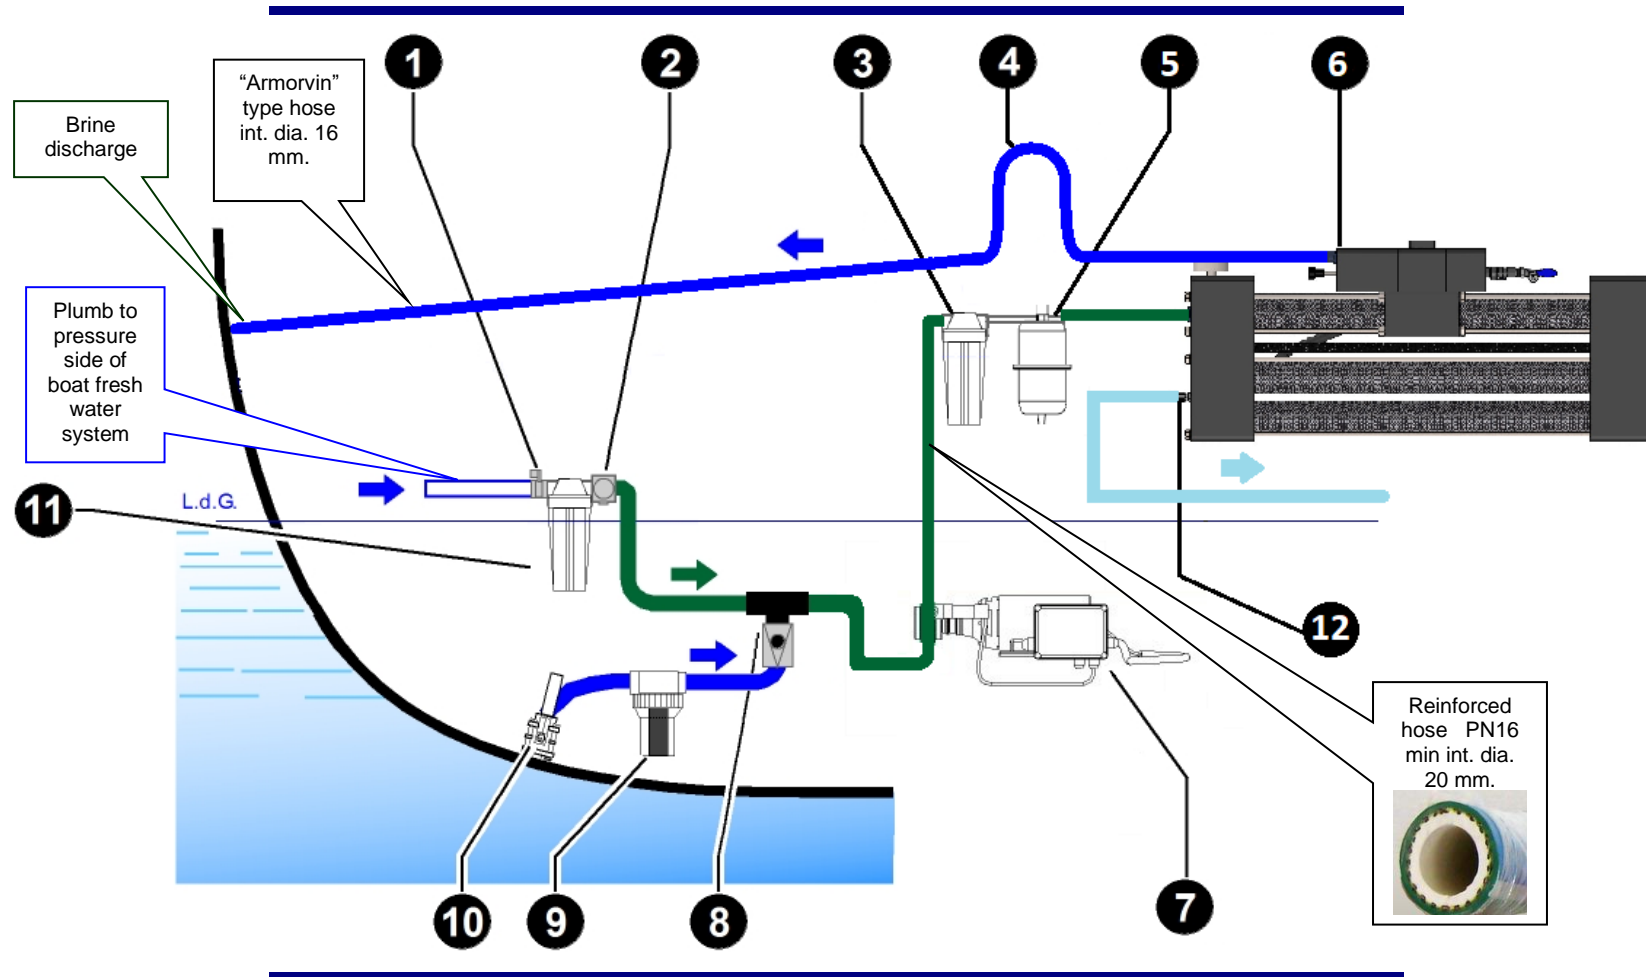 1
2
3
4
5
6
“Armorvin”
type hose
int. dia. 16
mm.
Brine
discharge
Plumb to
pressure
side of
boat fresh
water
system
L.d.G.
11
12
Reinforced
hose PN16
min int. dia.
20 mm.
10
9
8
7